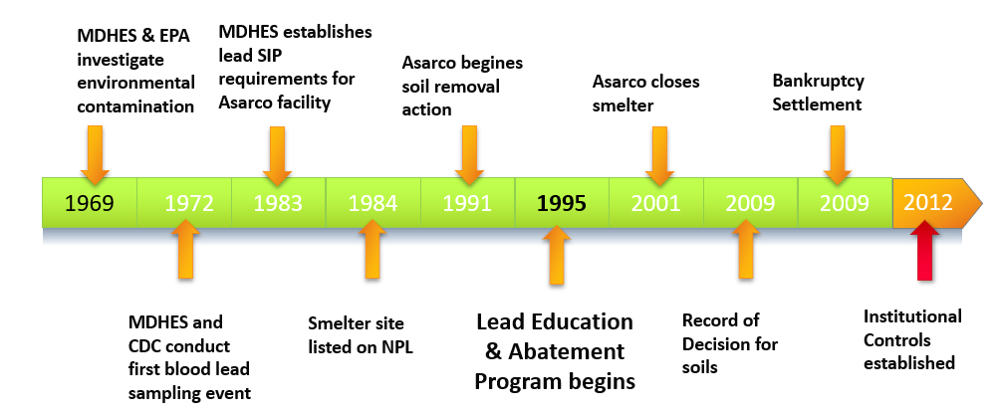 MDHES & EPA
investigate
environmental
contamination
MDHES establishes
lead SIP
requirements for
Asarco facility
Asarco begines
soil removal
action
Asarco closes
smelter
Bankruptcy
Settlement
1969 1972 1983 1984 1991 1995 2001 2009 2009 2012
MDHES and
CDC conduct
first blood lead
sampling event
Smelter site
listed on NPL
Lead Education
& Abatement
Program begins
Record of
Decision for
soils
Institutional
Controls
established